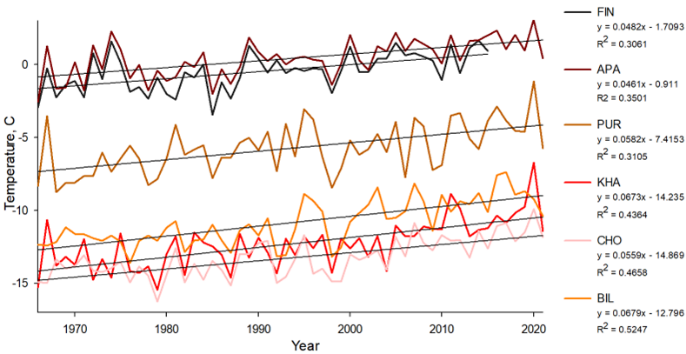 FIN
y = 0.0482x - 1.7093
R2 = 0.3061
APA
y = 0.0461x - 0.911
R2 = 0.3501
PUR
y = 0.0582x - 7.4153
R2 = 0.3105
KHA
y = 0.0673x - 14.235
R2 = 0.4364
CHO
y = 0.0559x - 14.869
R2 = 0.4658
BIL
y = 0.0679x - 12.796
R2 = 0.5247
Temperature, C
0
-5
-10
-15
1970 1980 1990 2000 2010 2020
Year